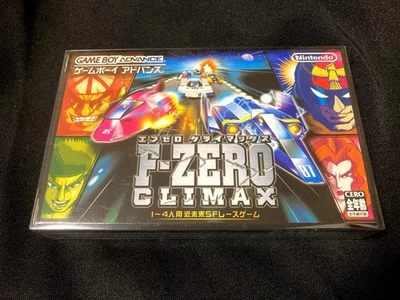 GAME BOY ADVANCE
ゲームボーイ アドバンス
Nintendo
エフゼロ クライマックス
F-ZERO
CLIMAX
1〜4人用 近未来SFレースゲーム
CERO
全年齢